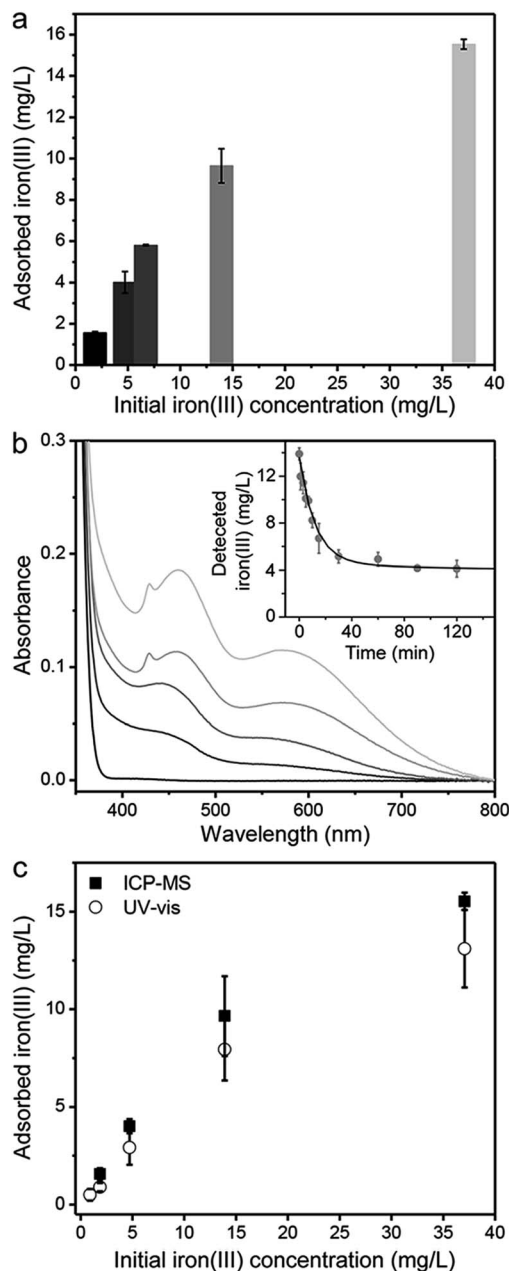 a
16
14
12
10
8
6
4
2
0
Adsorbed iron(III) (mg/L)
0 5 10 15 20 25 30 35 40
Initial iron(III) concentration (mg/L)
b
0.3
0.2
0.1
0.0
Absorbance
400 500 600 700 800
Wavelength (nm)
12
8
4
0
Deteceted
iron(III) (mg/L)
0 40 80 120
Time (min)
c
ICP-MS
UV-vis
15
10
5
0
Adsorbed iron(III) (mg/L)
0 5 10 15 20 25 30 35 40
Initial iron(III) concentration (mg/L)